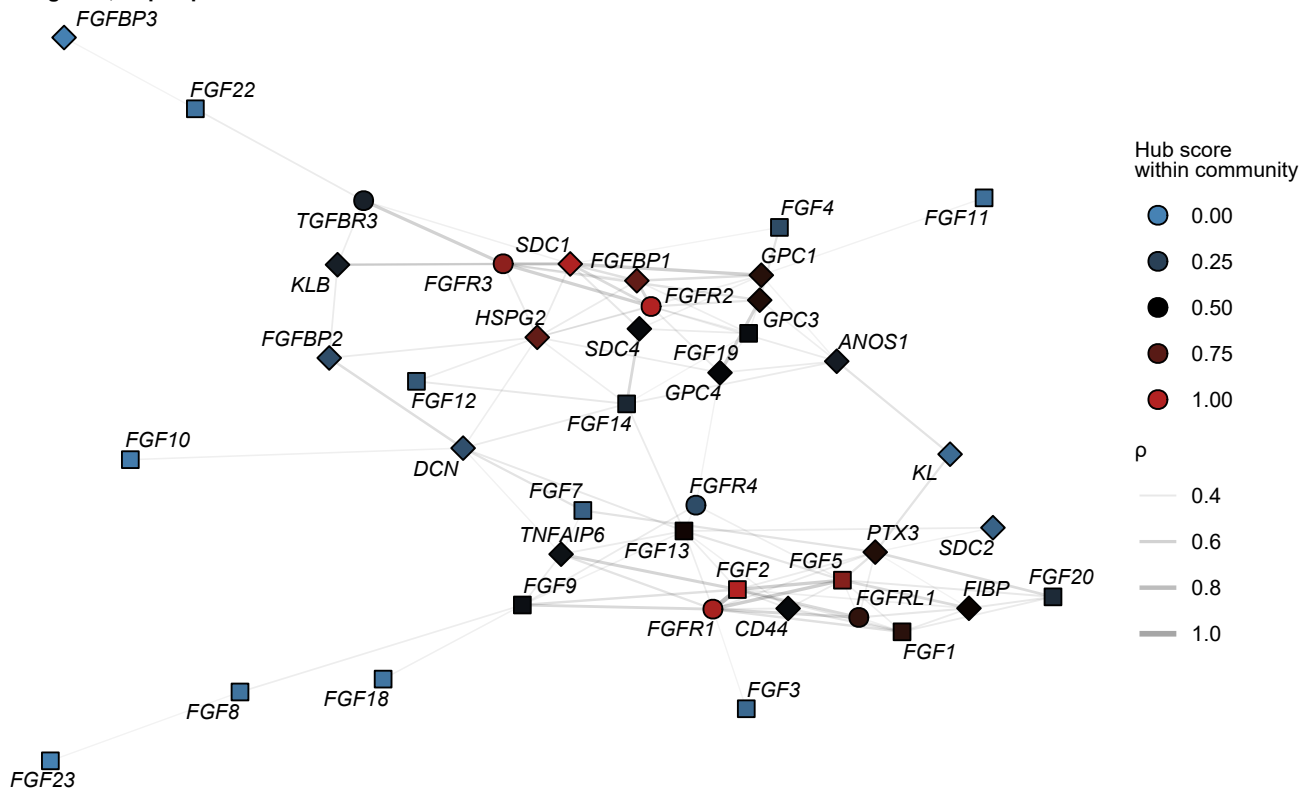 FGFBP3
FGF22
TGFBR3
FGF4
FGF11
SDC1
FGFBP1
GPC1
KLB
FGFR3
FGFR2
HSPG2
GPC3
FGFBP2
SDC4
FGF19
ANOS1
GPC4
FGF12
FGF14
FGF10
DCN
KL
FGF7
FGFR4
TNFAIP6
FGF13
PTX3
SDC2
FGF2
FGF5
FGF9
FIBP
FGF20
FGFRL1
FGFR1
CD44
FGF1
FGF18
FGF8
FGF3
FGF23
Hub score
within community
0.00
0.25
0.50
0.75
1.00
ρ
0.4
0.6
0.8
1.0